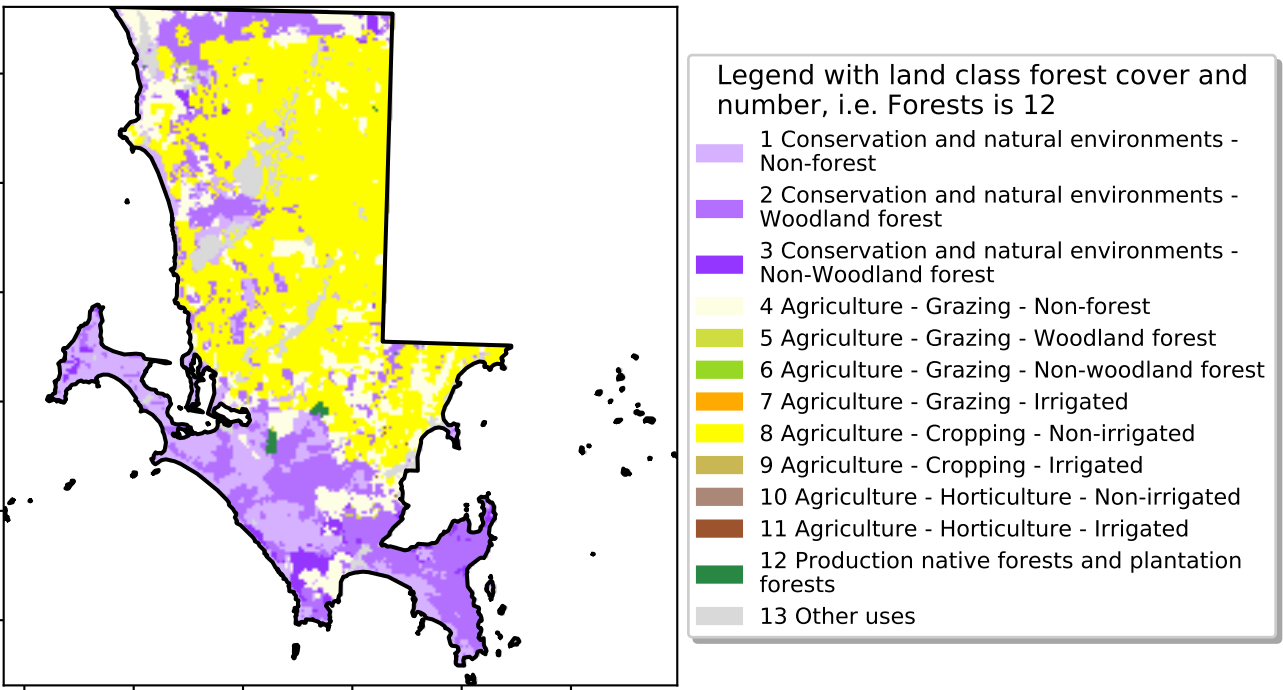 Legend with land class forest cover and
number, i.e. Forests is 12
1 Conservation and natural environments -
Non-forest
2 Conservation and natural environments -
Woodland forest
3 Conservation and natural environments -
Non-Woodland forest
4 Agriculture - Grazing - Non-forest
5 Agriculture - Grazing - Woodland forest
6 Agriculture - Grazing - Non-woodland forest
7 Agriculture - Grazing - Irrigated
8 Agriculture - Cropping - Non-irrigated
9 Agriculture - Cropping - Irrigated
10 Agriculture - Horticulture - Non-irrigated
11 Agriculture - Horticulture - Irrigated
12 Production native forests and plantation
forests
13 Other uses